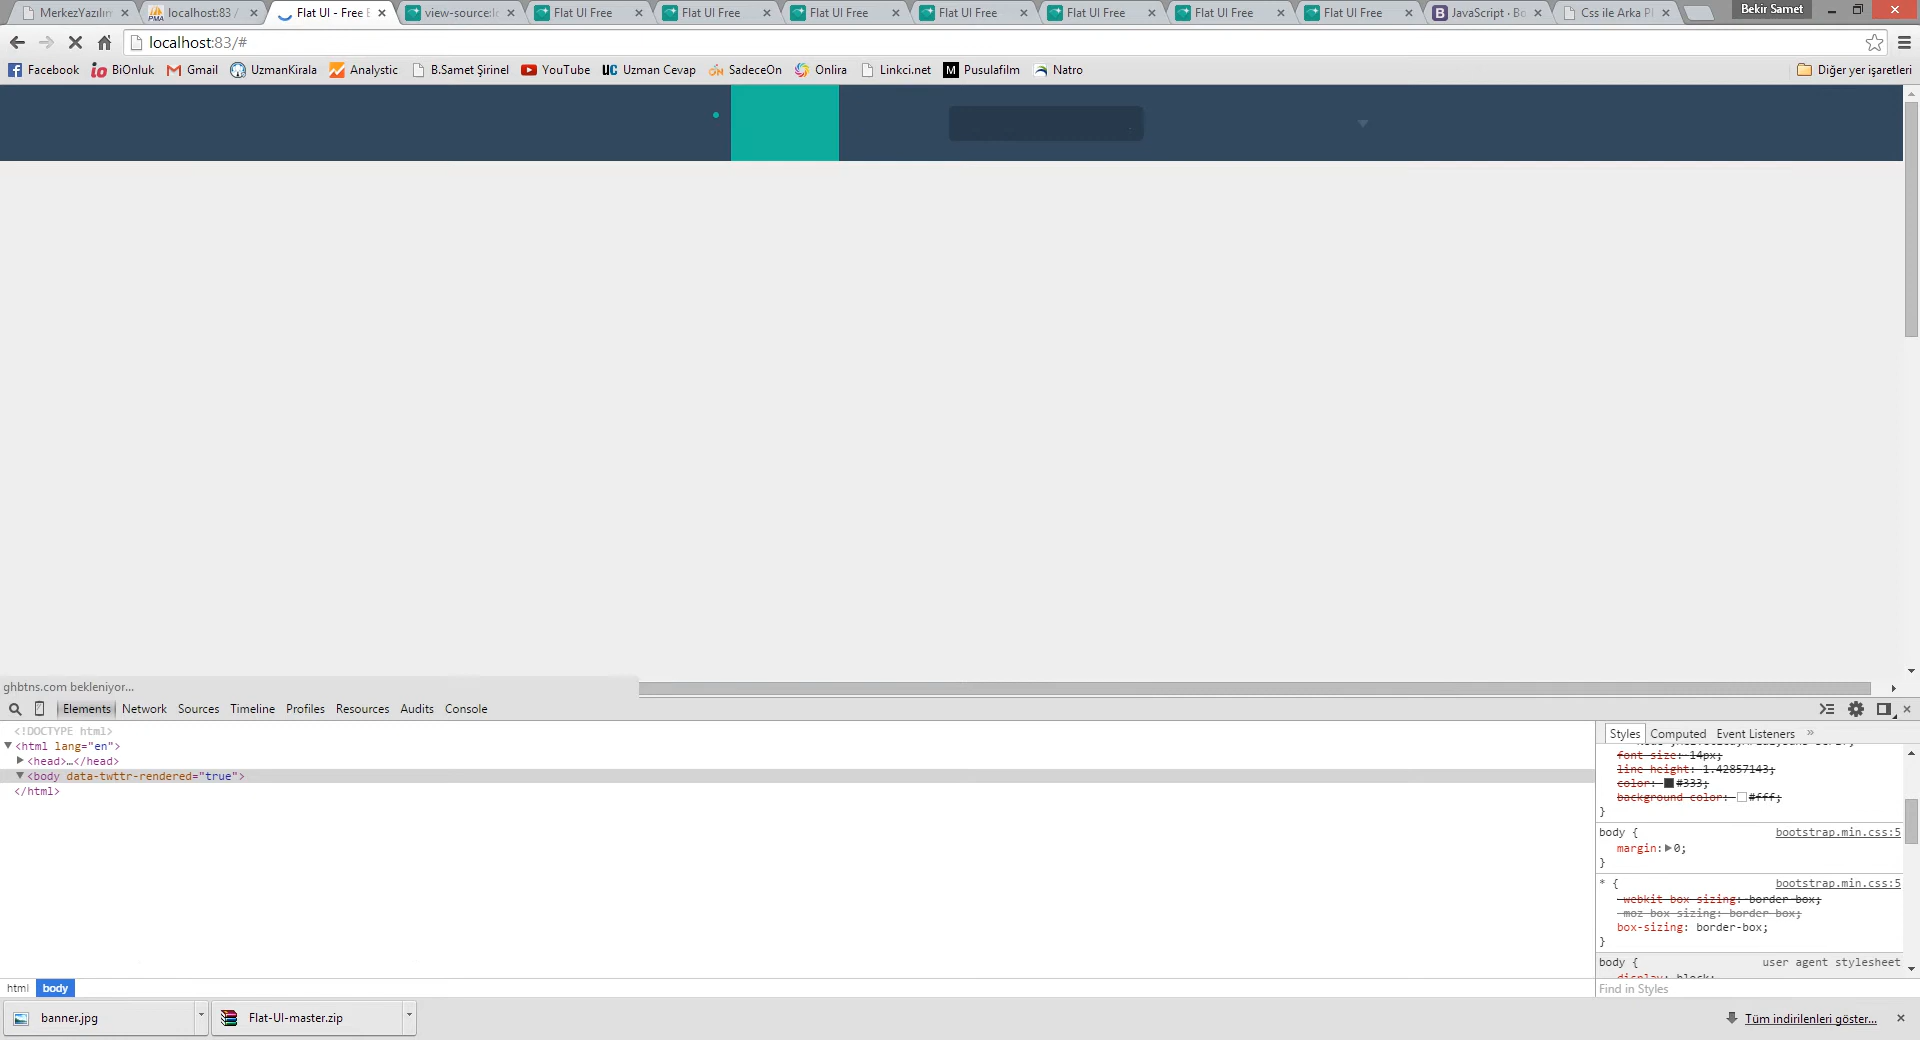 MerkezYazılım
localhost:83 /
Flat UI - Free B
view-source:lo
Flat UI Free
Flat UI Free
Flat UI Free
Flat UI Free
Flat UI Free
Flat UI Free
Flat UI Free
JavaScript · Bo
Css ile Arka Pl
Bekir Samet
localhost:83/#
Facebook
BiOnluk
Gmail
UzmanKirala
Analystic
B.Samet Şirinel
YouTube
UC Uzman Cevap
SadeceOn
Onlira
Linkci.net
M Pusulafilm
Natro
Diğer yer işaretleri
ghbtns.com bekleniyor...
Elements Network Sources Timeline Profiles Resources Audits Console
<!DOCTYPE html>
<html lang="en">
<head>…</head>
<body data-twttr-rendered="true">
</html>
Styles Computed Event Listeners »
font-size: 14px;
line-height: 1.42857143;
color: #333;
background-color: #fff;
}
body { bootstrap.min.css:5
margin: 0;
}
* { bootstrap.min.css:5
-webkit-box-sizing: border-box;
-moz-box-sizing: border-box;
box-sizing: border-box;
}
body { user agent stylesheet
display: block;
Find in Styles
html body
banner.jpg
Flat-UI-master.zip
Tüm indirilenleri göster...